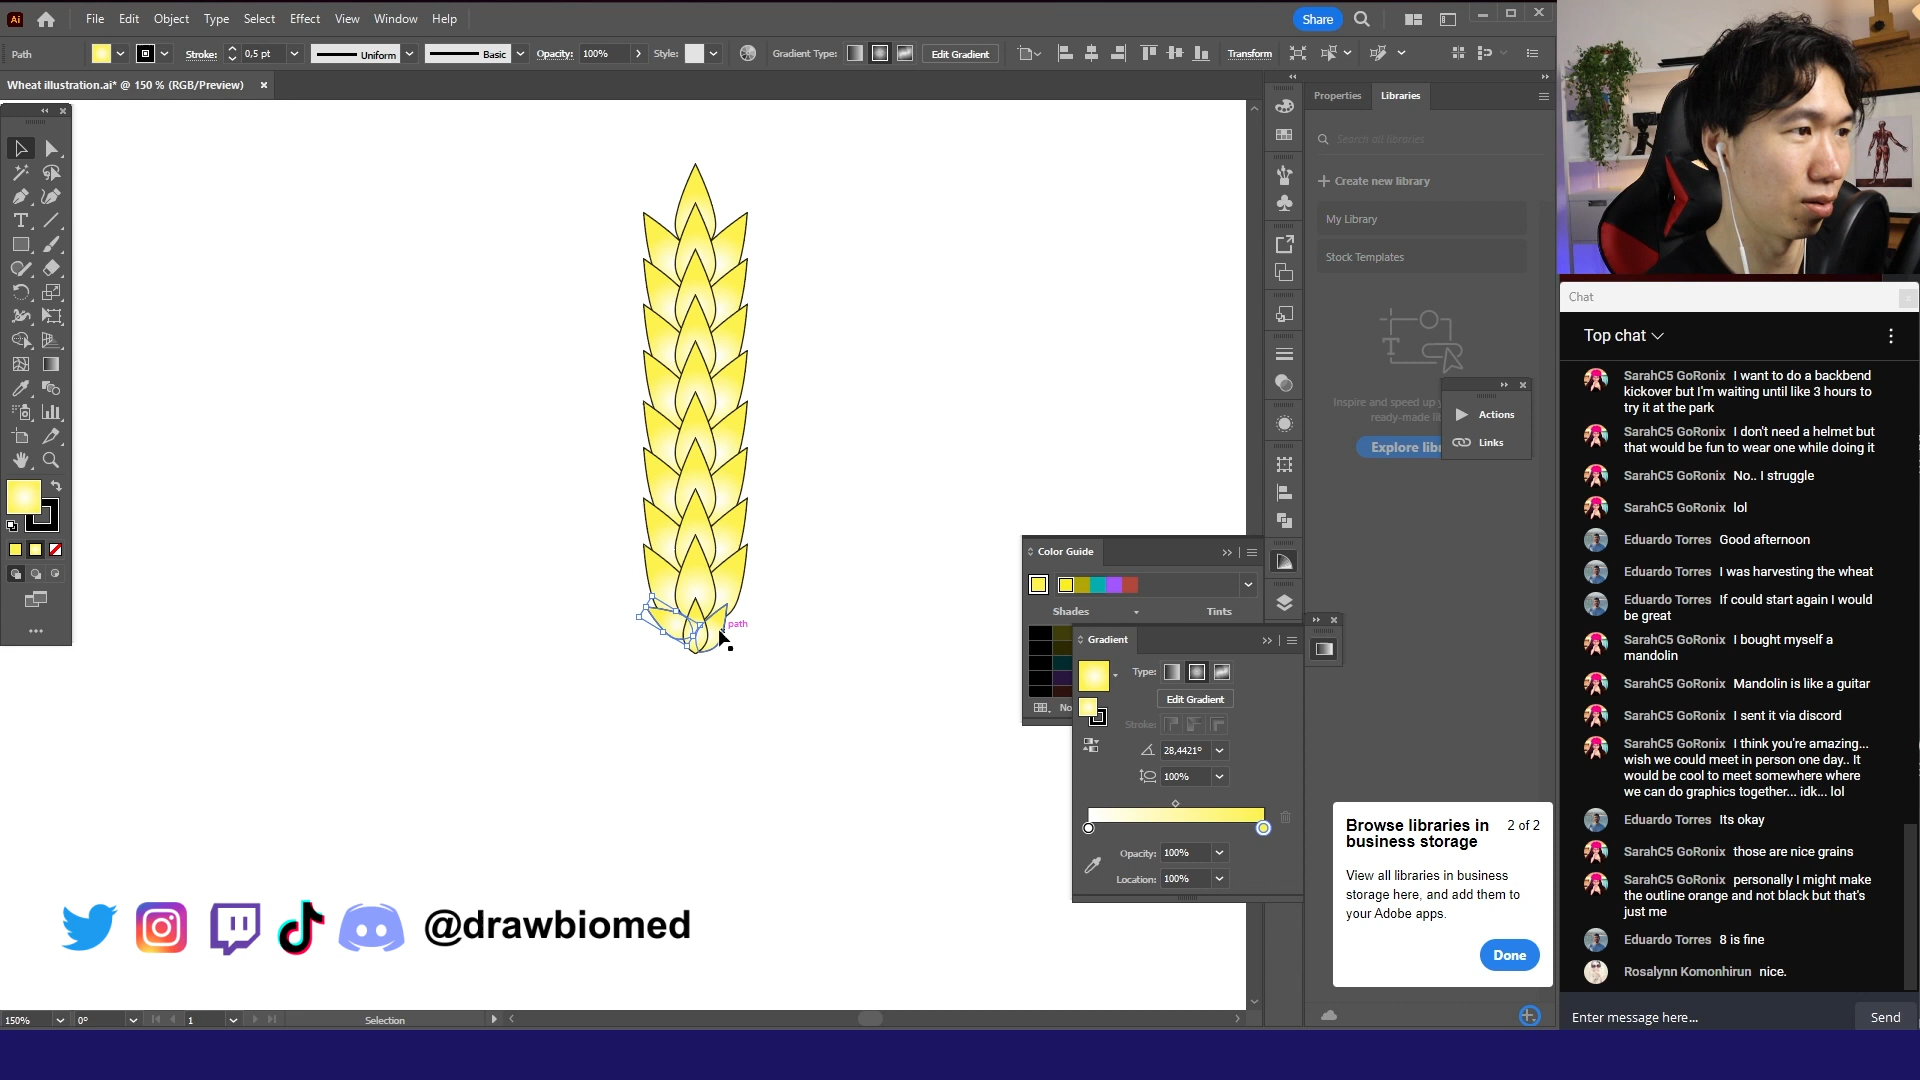 File Edit Object Type Select Effect View Window Help
Share
Path
Stroke: 0,5 pt Uniform Basic Opacity: 100% Style: Gradient Type: Edit Gradient Transform
Wheat illustration.ai* @ 150 % (RGB/Preview)
Properties Libraries
Search all libraries
Create new library
My Library
Stock Templates
Inspire and speed up
ready-made
Actions
Links
path
Color Guide
Shades Tints
Gradient
No
Type:
Edit Gradient
Stroke:
28,4421°
100%
Opacity: 100%
Location: 100%
Browse libraries in business storage 2 of 2
View all libraries in business
storage here, and add them to
your Adobe apps.
Done
@drawbiomed
150% 0° 1 Selection
Chat
Top chat
SarahC5 GoRonix I want to do a backbend
kickover but I'm waiting until like 3 hours to
try it at the park
SarahC5 GoRonix I don't need a helmet but
that would be fun to wear one while doing it
SarahC5 GoRonix No.. I struggle
SarahC5 GoRonix lol
Eduardo Torres Good afternoon
Eduardo Torres I was harvesting the wheat
Eduardo Torres If could start again I would
be great
SarahC5 GoRonix I bought myself a
mandolin
SarahC5 GoRonix Mandolin is like a guitar
SarahC5 GoRonix I sent it via discord
SarahC5 GoRonix I think you're amazing...
wish we could meet in person one day.. It
would be cool to meet somewhere where
we can do graphics together... idk... lol
Eduardo Torres Its okay
SarahC5 GoRonix those are nice grains
SarahC5 GoRonix personally I might make
the outline orange and not black but that's
just me
Eduardo Torres 8 is fine
Rosalynn Komonhirun nice.
Enter message here... Send